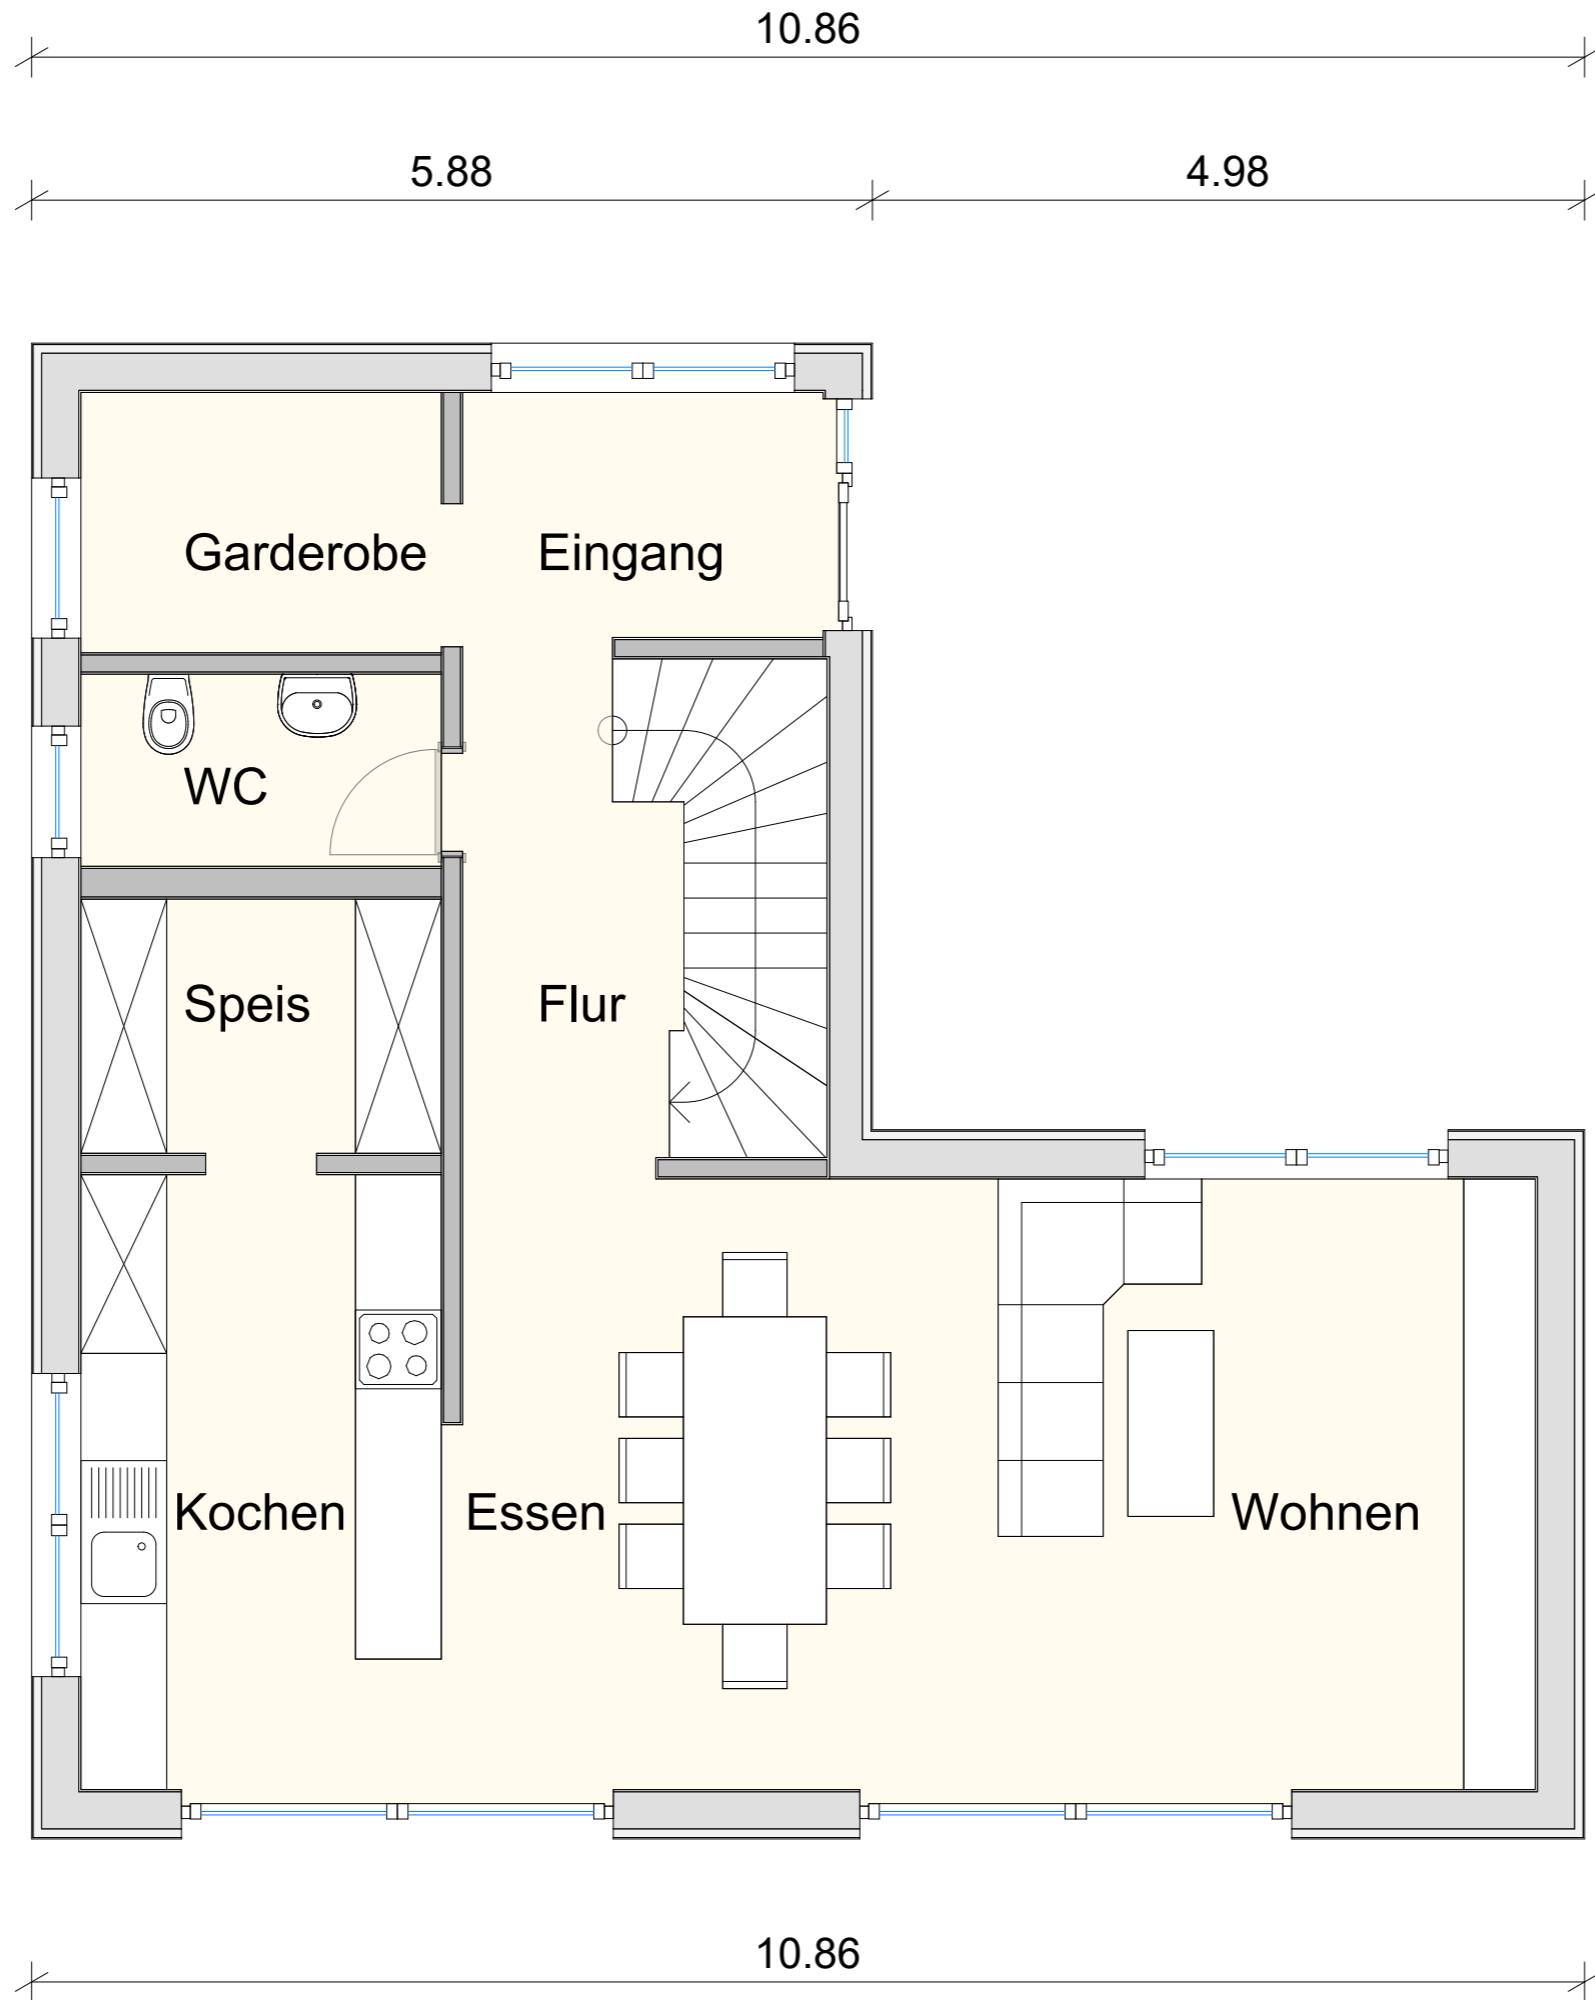 10.86
5.88
4.98
Garderobe
Eingang
WC
Speis
Flur
Kochen
Essen
Wohnen
10.86